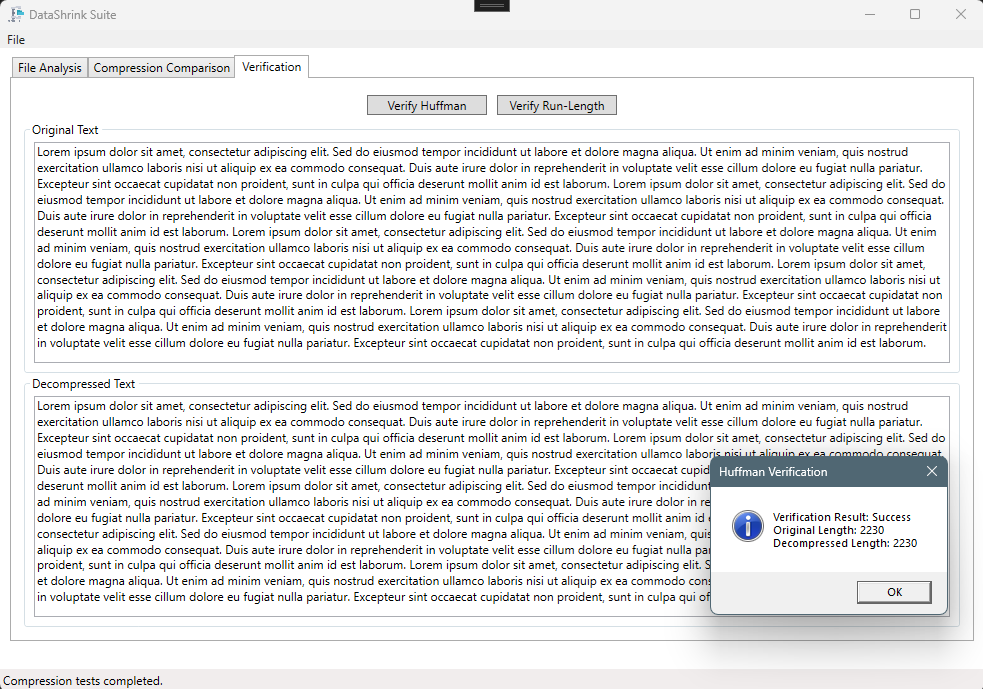 DataShrink Suite
File
File Analysis Compression Comparison Verification
Verify Huffman Verify Run-Length
Original Text
Lorem ipsum dolor sit amet, consectetur adipiscing elit. Sed do eiusmod tempor incididunt ut labore et dolore magna aliqua. Ut enim ad minim veniam, quis nostrud
exercitation ullamco laboris nisi ut aliquip ex ea commodo consequat. Duis aute irure dolor in reprehenderit in voluptate velit esse cillum dolore eu fugiat nulla pariatur.
Excepteur sint occaecat cupidatat non proident, sunt in culpa qui officia deserunt mollit anim id est laborum. Lorem ipsum dolor sit amet, consectetur adipiscing elit. Sed do
eiusmod tempor incididunt ut labore et dolore magna aliqua. Ut enim ad minim veniam, quis nostrud exercitation ullamco laboris nisi ut aliquip ex ea commodo consequat.
Duis aute irure dolor in reprehenderit in voluptate velit esse cillum dolore eu fugiat nulla pariatur. Excepteur sint occaecat cupidatat non proident, sunt in culpa qui officia
deserunt mollit anim id est laborum. Lorem ipsum dolor sit amet, consectetur adipiscing elit. Sed do eiusmod tempor incididunt ut labore et dolore magna aliqua. Ut enim
ad minim veniam, quis nostrud exercitation ullamco laboris nisi ut aliquip ex ea commodo consequat. Duis aute irure dolor in reprehenderit in voluptate velit esse cillum
dolore eu fugiat nulla pariatur. Excepteur sint occaecat cupidatat non proident, sunt in culpa qui officia deserunt mollit anim id est laborum. Lorem ipsum dolor sit amet,
consectetur adipiscing elit. Sed do eiusmod tempor incididunt ut labore et dolore magna aliqua. Ut enim ad minim veniam, quis nostrud exercitation ullamco laboris nisi ut
aliquip ex ea commodo consequat. Duis aute irure dolor in reprehenderit in voluptate velit esse cillum dolore eu fugiat nulla pariatur. Excepteur sint occaecat cupidatat non
proident, sunt in culpa qui officia deserunt mollit anim id est laborum. Lorem ipsum dolor sit amet, consectetur adipiscing elit. Sed do eiusmod tempor incididunt ut labore
et dolore magna aliqua. Ut enim ad minim veniam, quis nostrud exercitation ullamco laboris nisi ut aliquip ex ea commodo consequat. Duis aute irure dolor in reprehenderit
in voluptate velit esse cillum dolore eu fugiat nulla pariatur. Excepteur sint occaecat cupidatat non proident, sunt in culpa qui officia deserunt mollit anim id est laborum.
Decompressed Text
Lorem ipsum dolor sit amet, consectetur adipiscing elit. Sed do eiusmod tempor incididunt ut labore et dolore magna aliqua. Ut enim ad minim veniam, quis nostrud
exercitation ullamco laboris nisi ut aliquip ex ea commodo consequat. Duis aute irure dolor in reprehenderit in voluptate velit esse cillum dolore eu fugiat nulla pariatur.
Excepteur sint occaecat cupidatat non proident, sunt in culpa qui officia deserunt mollit anim id est laborum. Lorem ipsum dolor sit amet, consectetur adipiscing elit. Sed do
eiusmod tempor incididunt ut labore et dolore magna aliqua. Ut enim ad minim veniam, quis nostrud exercitation ullamco laboris nisi ut aliquip ex ea commodo consequat.
Duis aute irure dolor in reprehenderit in voluptate velit esse cillum dolore eu fugiat nulla pariatur. Excepteur sint occaecat
deserunt mollit anim id est laborum. Lorem ipsum dolor sit amet, consectetur adipiscing elit. Sed do eiusmod tempor incididunt
ad minim veniam, quis nostrud exercitation ullamco laboris nisi ut aliquip ex ea commodo consequat. Duis aute irure dolor in
dolore eu fugiat nulla pariatur. Excepteur sint occaecat cupidatat non proident, sunt in culpa qui officia deserunt mollit anim id
consectetur adipiscing elit. Sed do eiusmod tempor incididunt ut labore et dolore magna aliqua. Ut enim ad minim veniam, quis
aliquip ex ea commodo consequat. Duis aute irure dolor in reprehenderit in voluptate velit esse cillum dolore eu fugiat nulla
proident, sunt in culpa qui officia deserunt mollit anim id est laborum. Lorem ipsum dolor sit amet, consectetur adipiscing elit.
et dolore magna aliqua. Ut enim ad minim veniam, quis nostrud exercitation ullamco laboris nisi ut aliquip ex ea commodo
in voluptate velit esse cillum dolore eu fugiat nulla pariatur. Excepteur sint occaecat cupidatat non proident, sunt in culpa qui
Huffman Verification
Verification Result: Success
Original Length: 2230
Decompressed Length: 2230
OK
Compression tests completed.